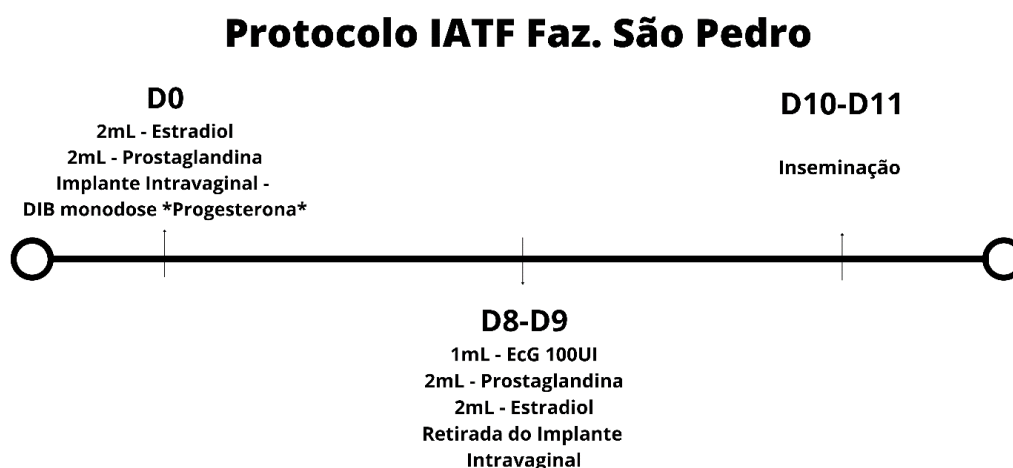 Protocolo IATF Faz. São Pedro
D0
2mL - Estradiol
2mL - Prostaglandina
Implante Intravaginal -
DIB monodose *Progesterona*
D10-D11
Inseminação
D8-D9
1mL - EcG 100UI
2mL - Prostaglandina
2mL - Estradiol
Retirada do Implante
Intravaginal